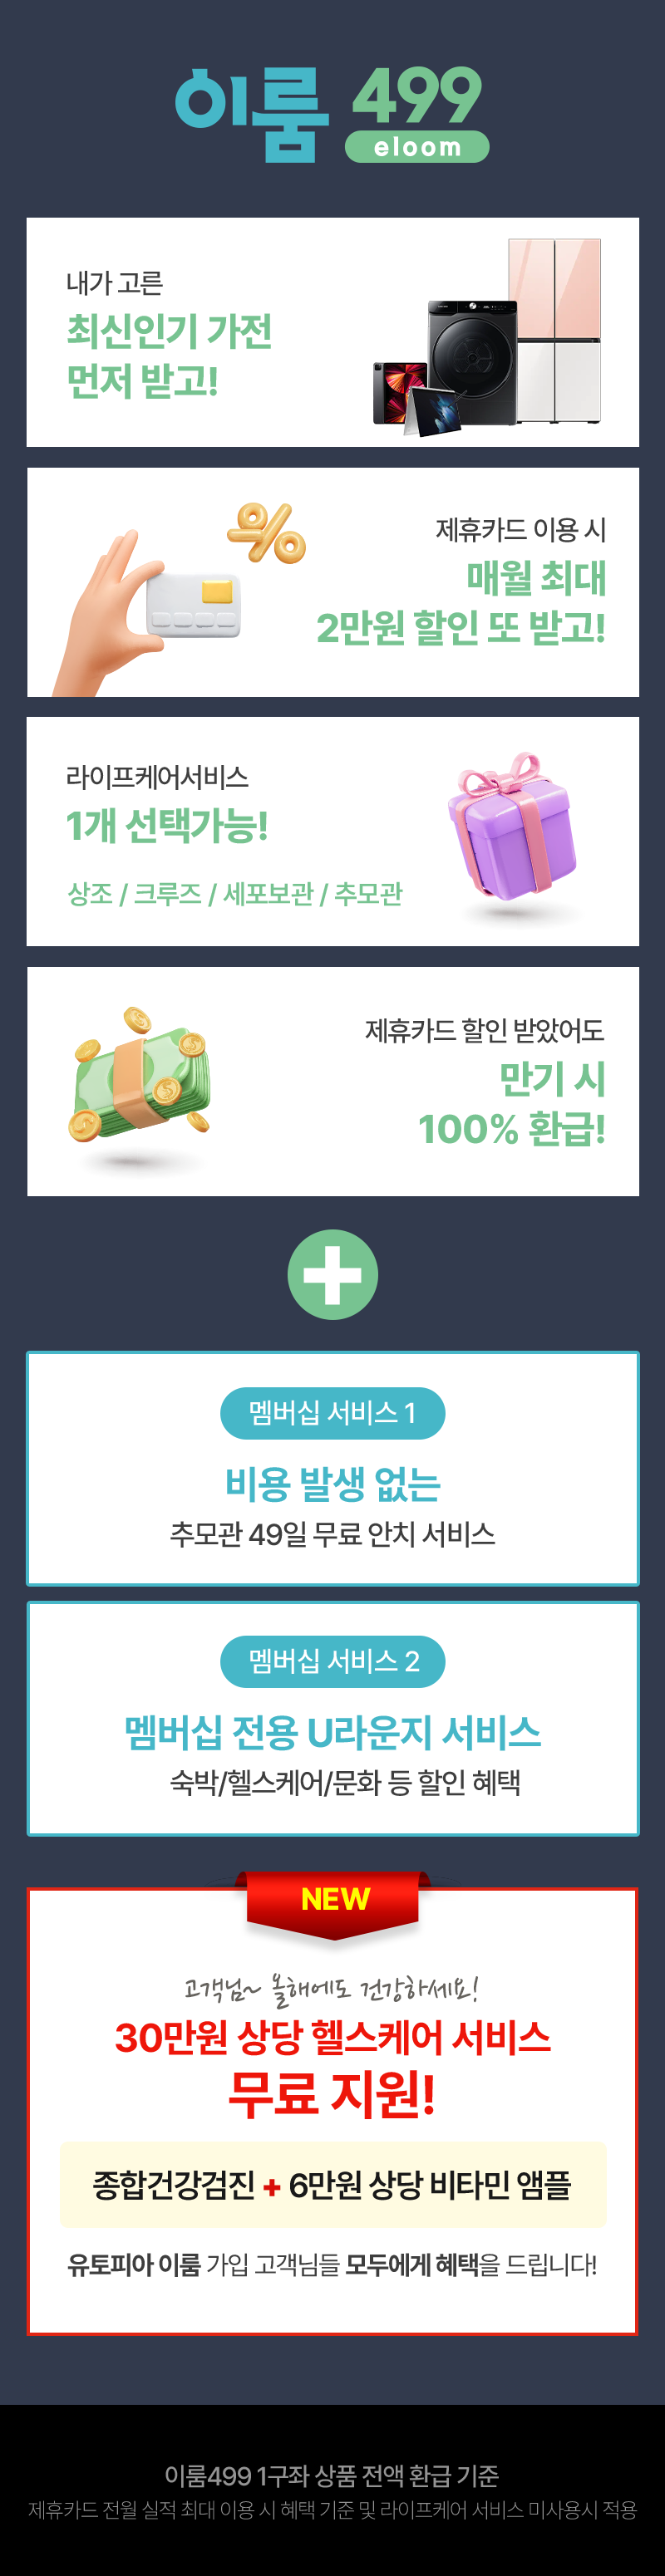 이룸 499
eloom
내가 고른
최신인기 가전
먼저 받고!
제휴카드 이용 시
매월 최대
2만원 할인 또 받고!
라이프케어서비스
1개 선택가능!
상조 / 크루즈 / 세포보관 / 추모관
제휴카드 할인 받았어도
만기 시
100% 환급!
멤버십 서비스 1
비용 발생 없는
추모관 49일 무료 안치 서비스
멤버십 서비스 2
멤버십 전용 U라운지 서비스
숙박/헬스케어/문화 등 할인 혜택
NEW
고객님~ 올해에도 건강하세요!
30만원 상당 헬스케어 서비스
무료 지원!
종합건강검진 + 6만원 상당 비타민 앰플
유토피아 이룸 가입 고객님들 모두에게 혜택을 드립니다!
이룸499 1구좌 상품 전액 환급 기준
제휴카드 전월 실적 최대 이용 시 혜택 기준 및 라이프케어 서비스 미사용시 적용